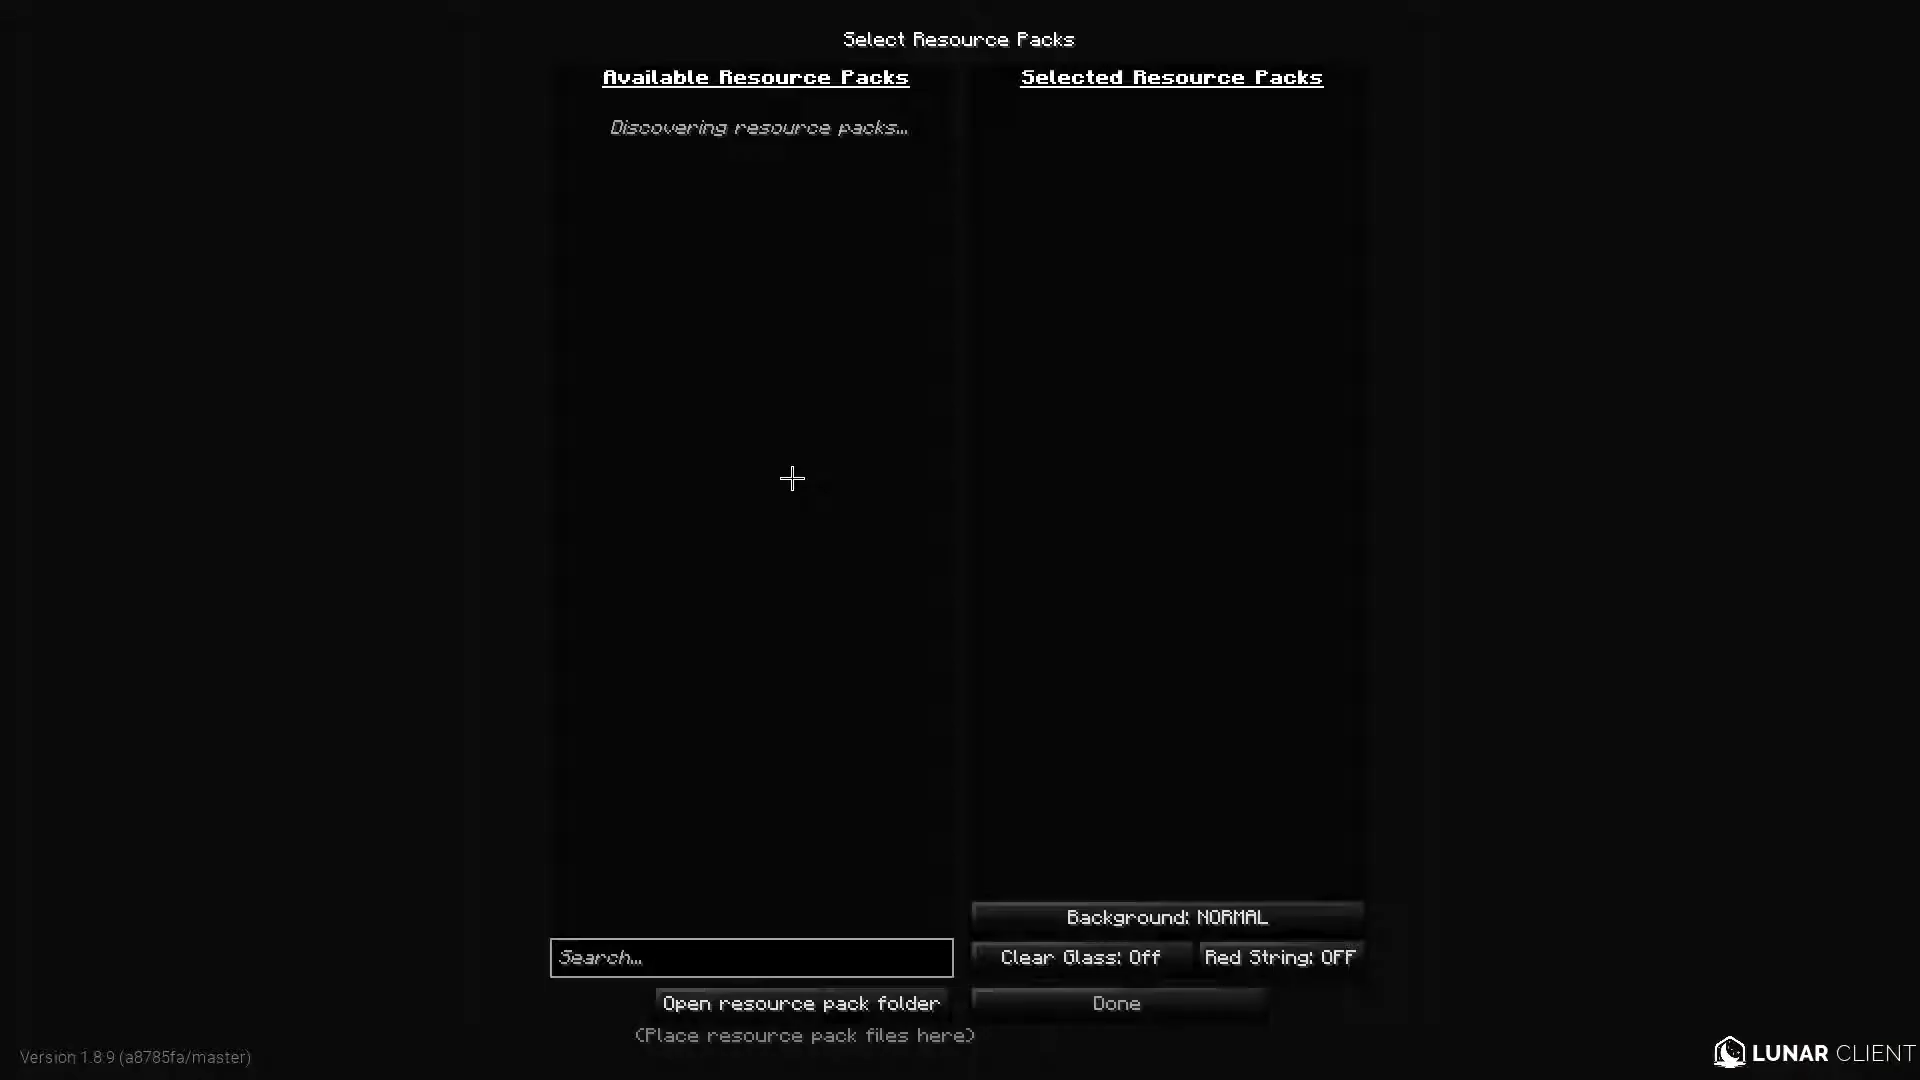 Select Resource Packs
Available Resource Packs
Selected Resource Packs
Discovering resource packs...
Background: NORMAL
Search...
Clear Glass: Off
Red String: OFF
Open resource pack folder
Done
(Place resource pack files here)
Version 1.8.9 (a8785fa/master)
LUNAR CLIENT